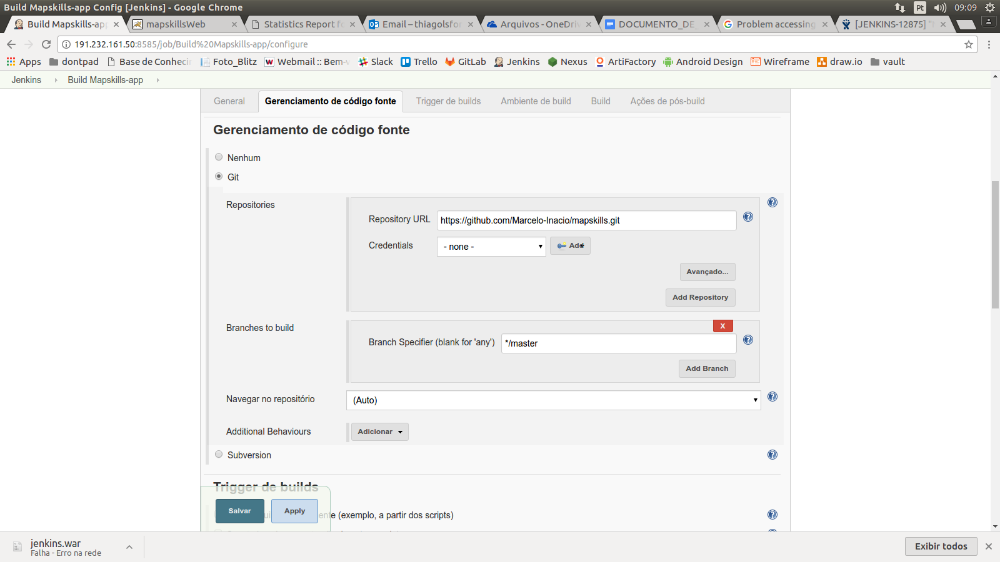 Build Mapskills-app Config [Jenkins] - Google Chrome
Pt
09:09
Build Mapskills-app
mapskillsWeb
Statistics Report fo
Email – thiagolsfor
Arquivos - OneDriv
DOCUMENTO_DE_
Problem accessing
[JENKINS-12875] "
191.232.161.50:8585/job/Build%20Mapskills-app/configure
Apps
dontpad
Base de Conhecin
Foto_Blitz
Webmail :: Bem-v
Slack
Trello
GitLab
Jenkins
Nexus
ArtiFactory
Android Design
Wireframe
draw.io
vault
Jenkins
Build Mapskills-app
General
Gerenciamento de código fonte
Trigger de builds
Ambiente de build
Build
Ações de pós-build
Gerenciamento de código fonte
Nenhum
Git
Repositories
Repository URL
https://github.com/Marcelo-Inacio/mapskills.git
Credentials
- none -
Add
Avançado...
Add Repository
Branches to build
X
Branch Specifier (blank for 'any')
*/master
Add Branch
Navegar no repositório
(Auto)
Additional Behaviours
Adicionar
Subversion
Trigger de builds
Salvar
Apply
ente (exemplo, a partir dos scripts)
jenkins.war
Falha - Erro na rede
Exibir todos